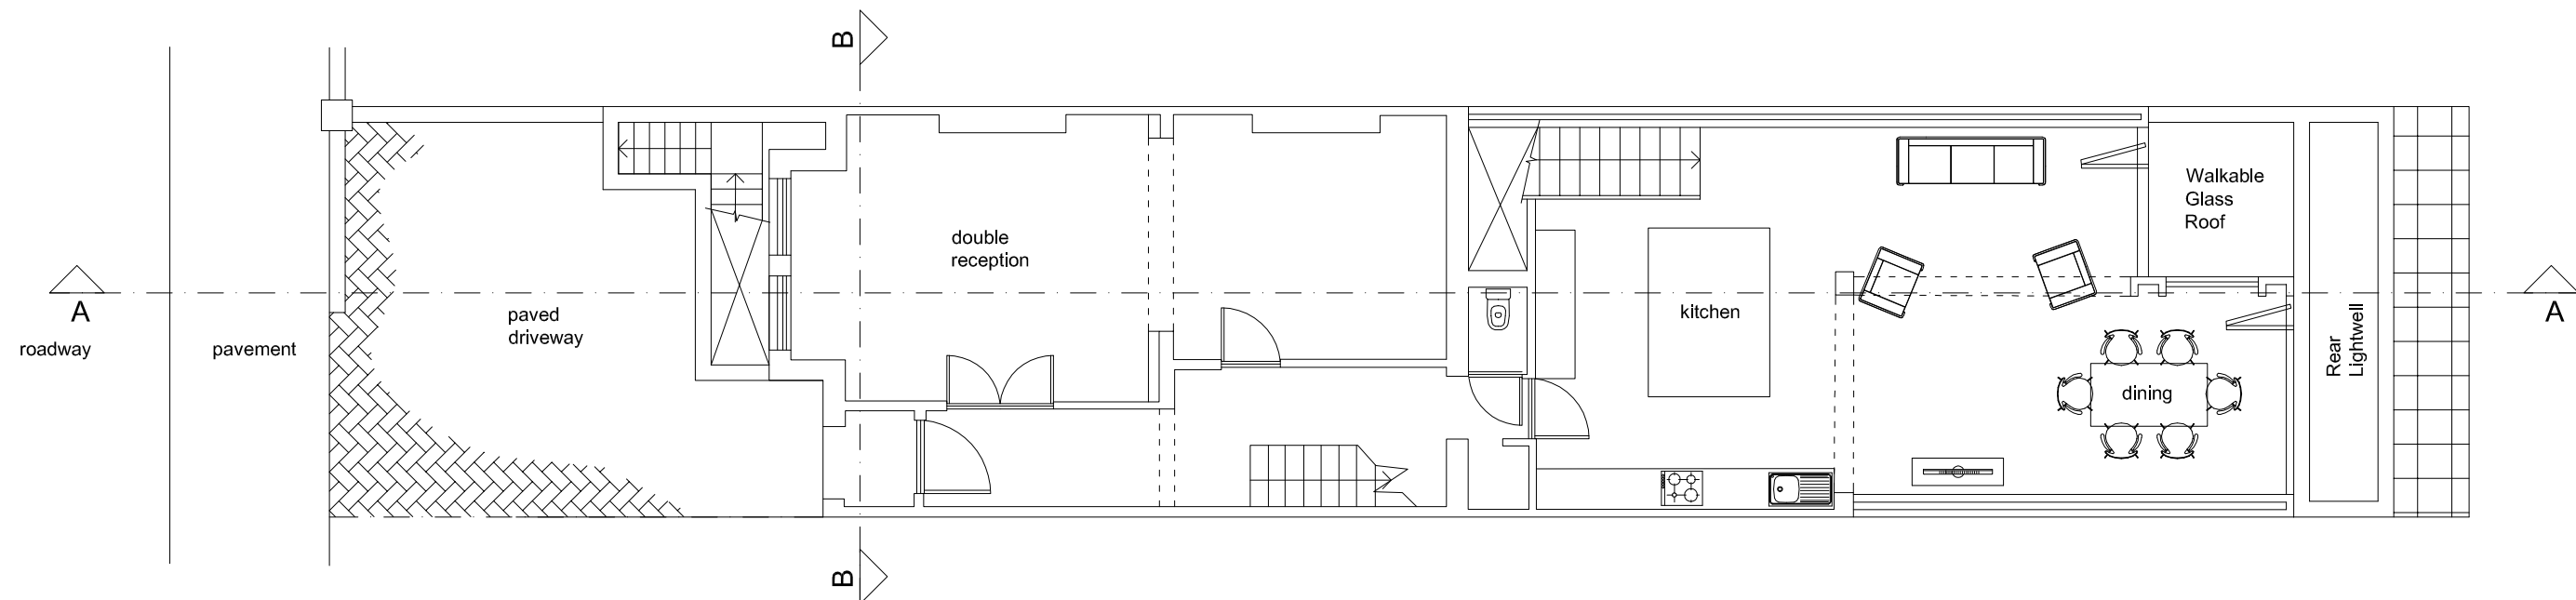 B
A
roadway
pavement
paved
driveway
double
reception
kitchen
dining
Walkable
Glass
Roof
Rear
Lightwell
A
B